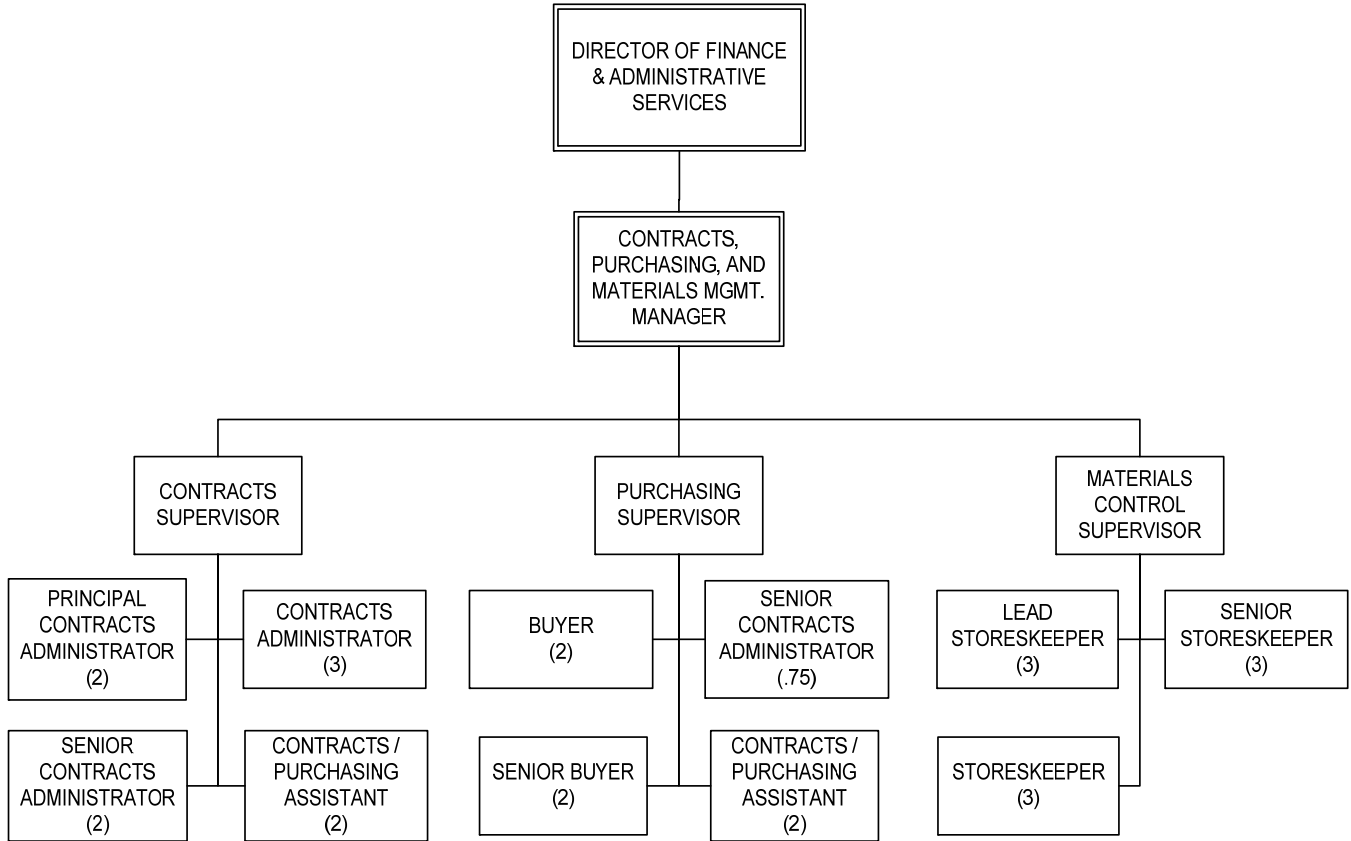 DIRECTOR OF FINANCE
& ADMINISTRATIVE
SERVICES
CONTRACTS,
PURCHASING, AND
MATERIALS MGMT.
MANAGER
CONTRACTS
SUPERVISOR
PURCHASING
SUPERVISOR
MATERIALS
CONTROL
SUPERVISOR
PRINCIPAL
CONTRACTS
ADMINISTRATOR
(2)
CONTRACTS
ADMINISTRATOR
(3)
BUYER
(2)
SENIOR
CONTRACTS
ADMINISTRATOR
(.75)
LEAD
STORESKEEPER
(3)
SENIOR
STORESKEEPER
(3)
SENIOR
CONTRACTS
ADMINISTRATOR
(2)
CONTRACTS /
PURCHASING
ASSISTANT
(2)
SENIOR BUYER
(2)
CONTRACTS /
PURCHASING
ASSISTANT
(2)
STORESKEEPER
(3)